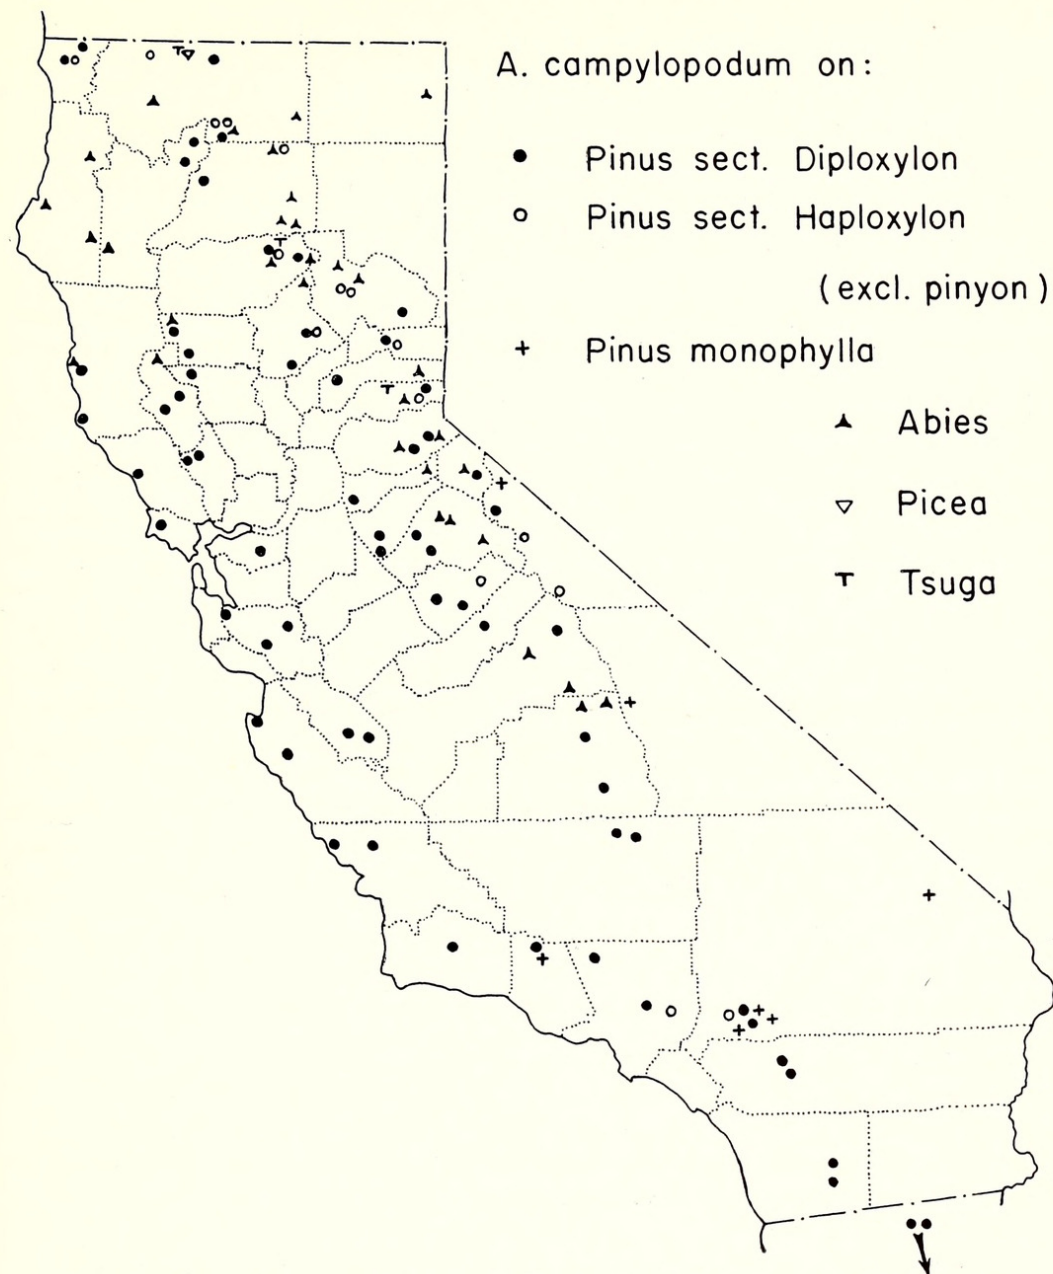 A. campylopodum on:
Pinus sect. Diploxylon
Pinus sect. Haploxylon
(excl. pinyon)
Pinus monophylla
Abies
Picea
Tsuga